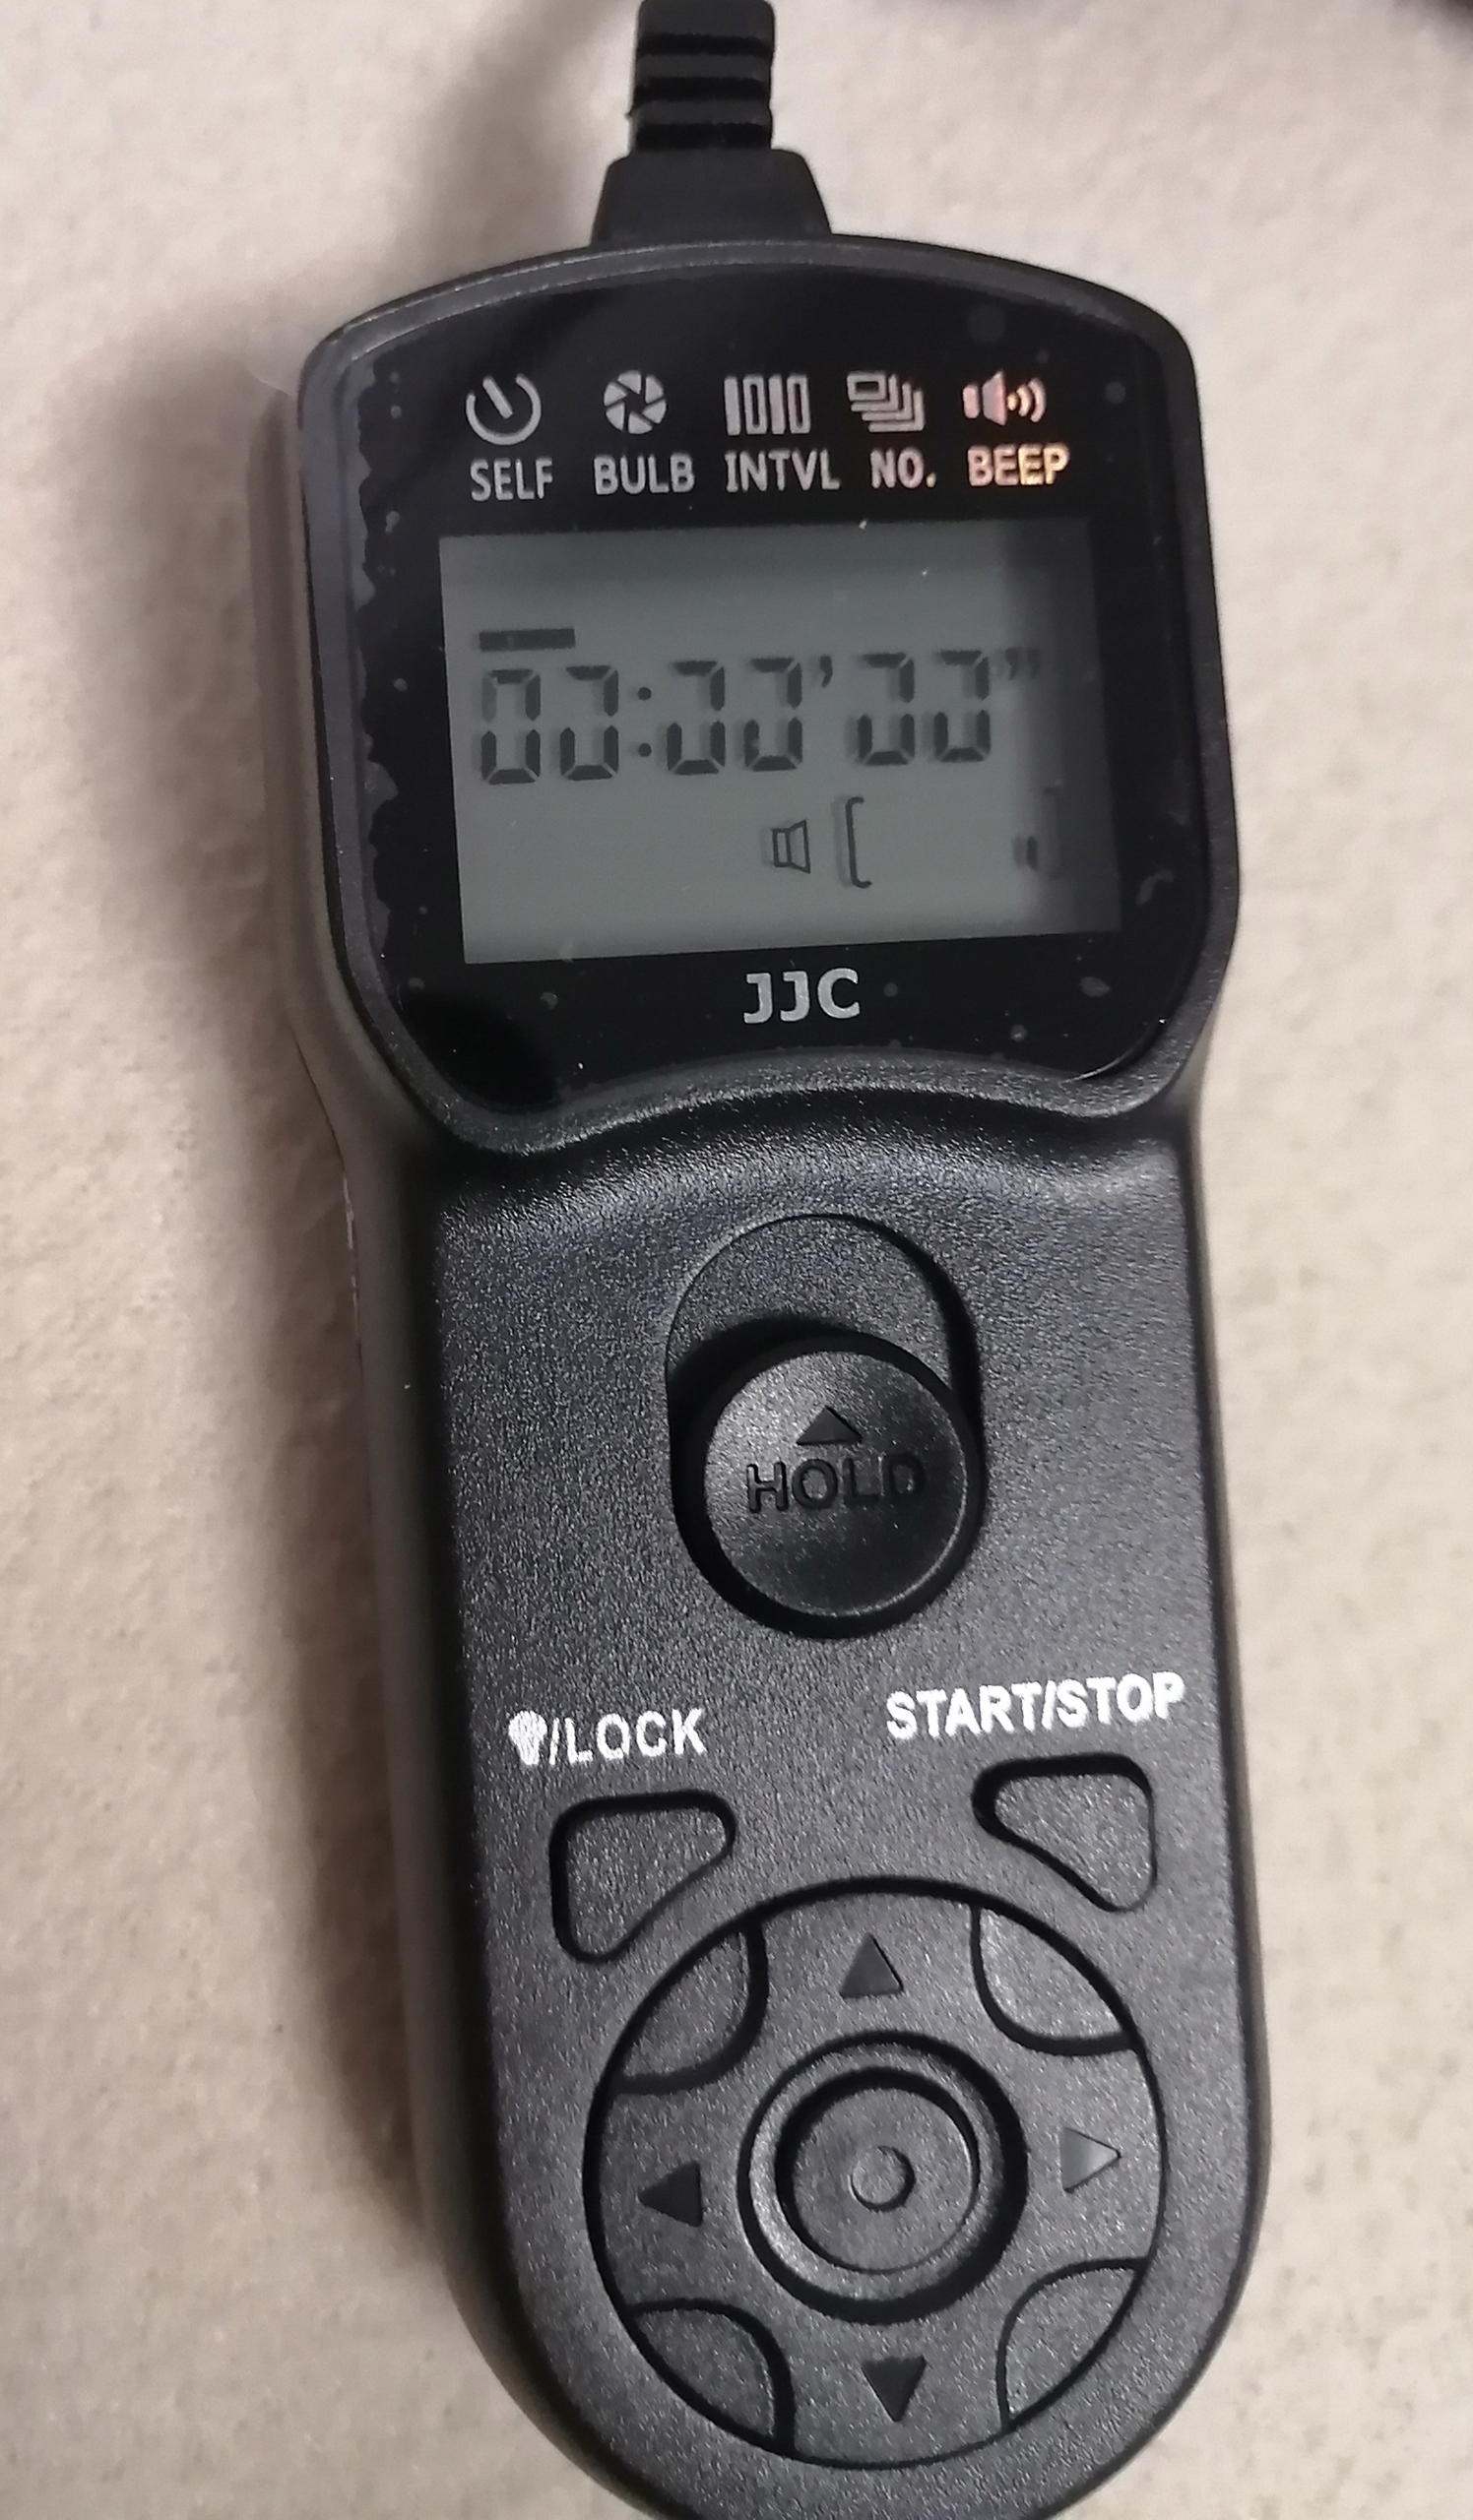 SELF BULB INTVL NO. BEEP
00:00'00"
JJC
HOLD
/LOCK START/STOP